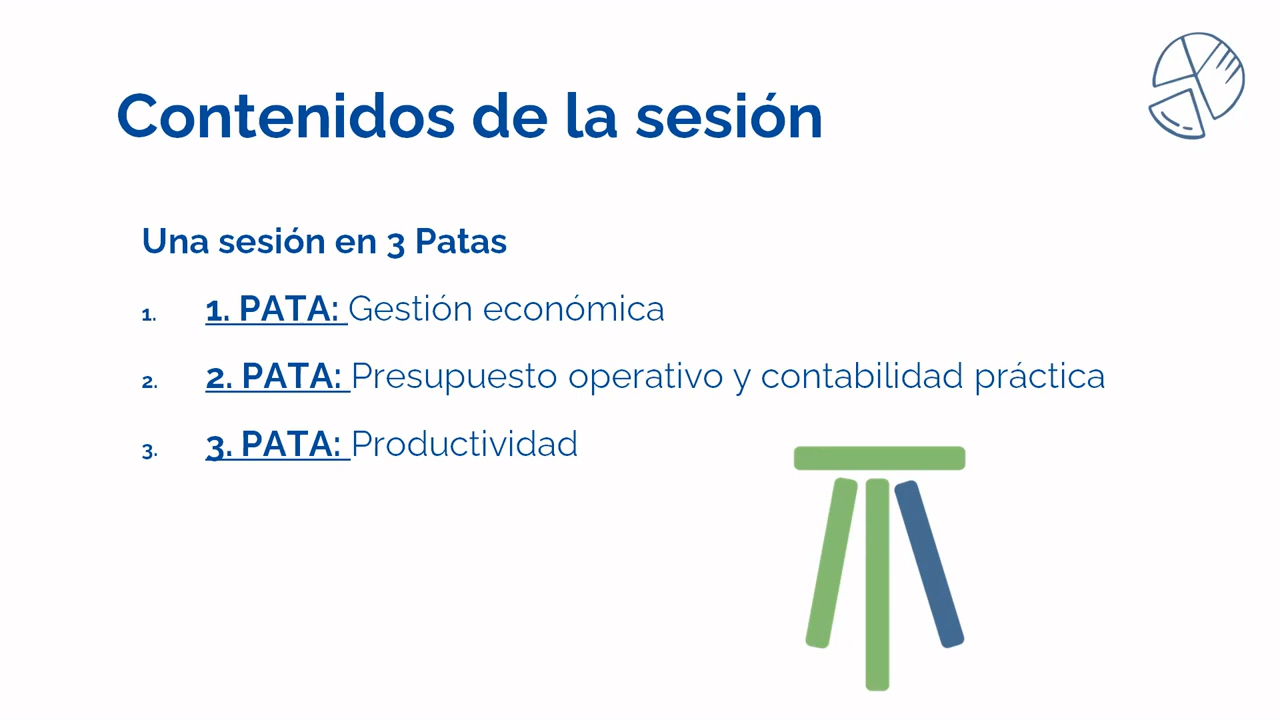 Contenidos de la sesión
Una sesión en 3 Patas
1. 1. PATA: Gestión económica
2. 2. PATA: Presupuesto operativo y contabilidad práctica
3. 3. PATA: Productividad